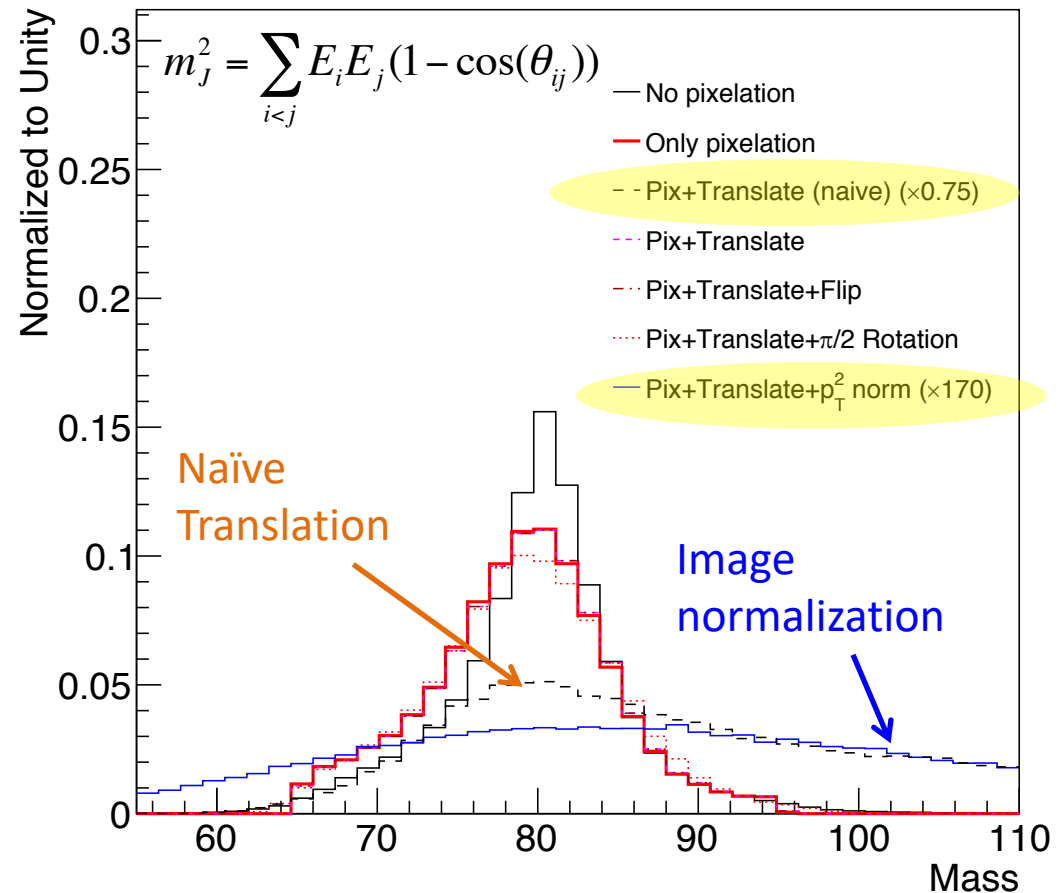 Normalized to Unity
m_J^2 = \sum_{i<j} E_i E_j (1 − cos(θ_{ij}))
No pixelation
Only pixelation
Pix+Translate (naive) (×0.75)
Pix+Translate
Pix+Translate+Flip
Pix+Translate+π/2 Rotation
Pix+Translate+p_T^2 norm (×170)
0.3
0.25
0.2
0.15
0.1
0.05
0
Naïve
Translation
Image
normalization
60 70 80 90 100 110
Mass